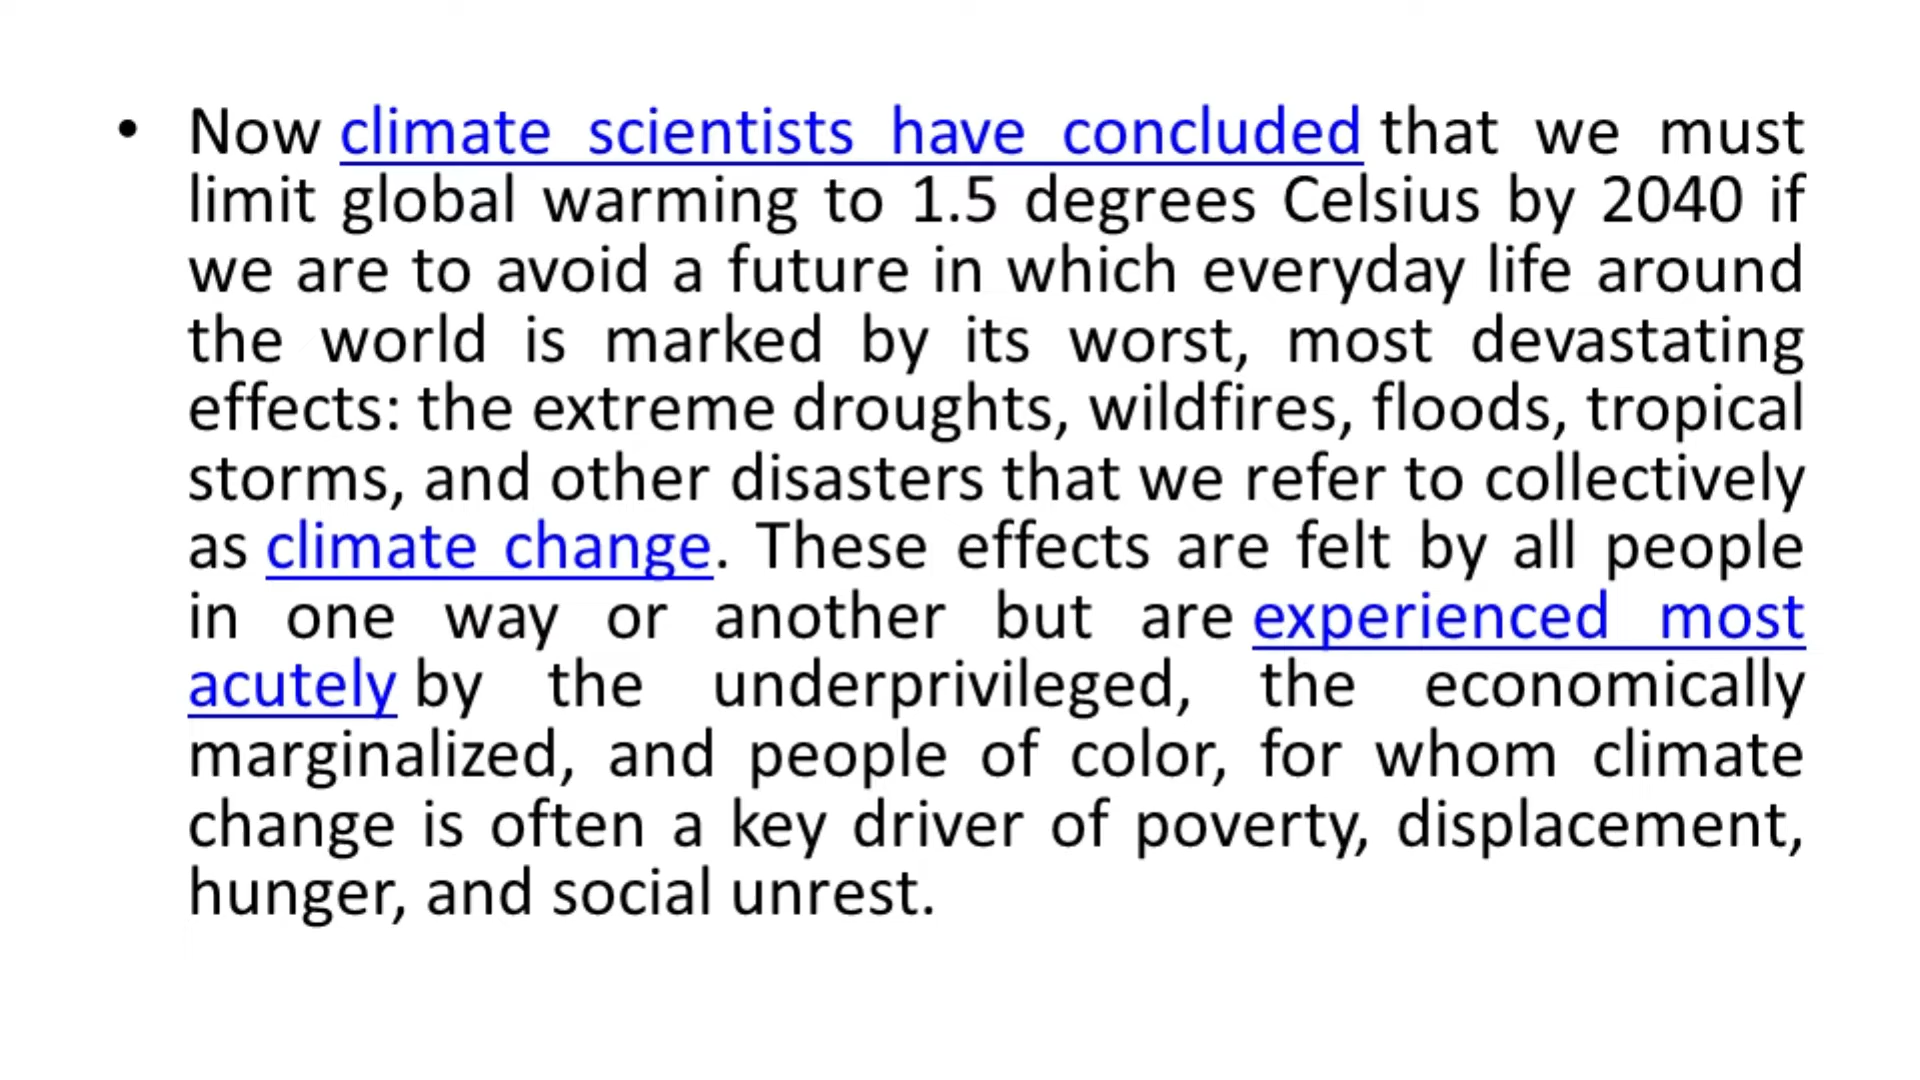 • Now climate scientists have concluded that we must
limit global warming to 1.5 degrees Celsius by 2040 if
we are to avoid a future in which everyday life around
the world is marked by its worst, most devastating
effects: the extreme droughts, wildfires, floods, tropical
storms, and other disasters that we refer to collectively
as climate change. These effects are felt by all people
in one way or another but are experienced most
acutely by the underprivileged, the economically
marginalized, and people of color, for whom climate
change is often a key driver of poverty, displacement,
hunger, and social unrest.